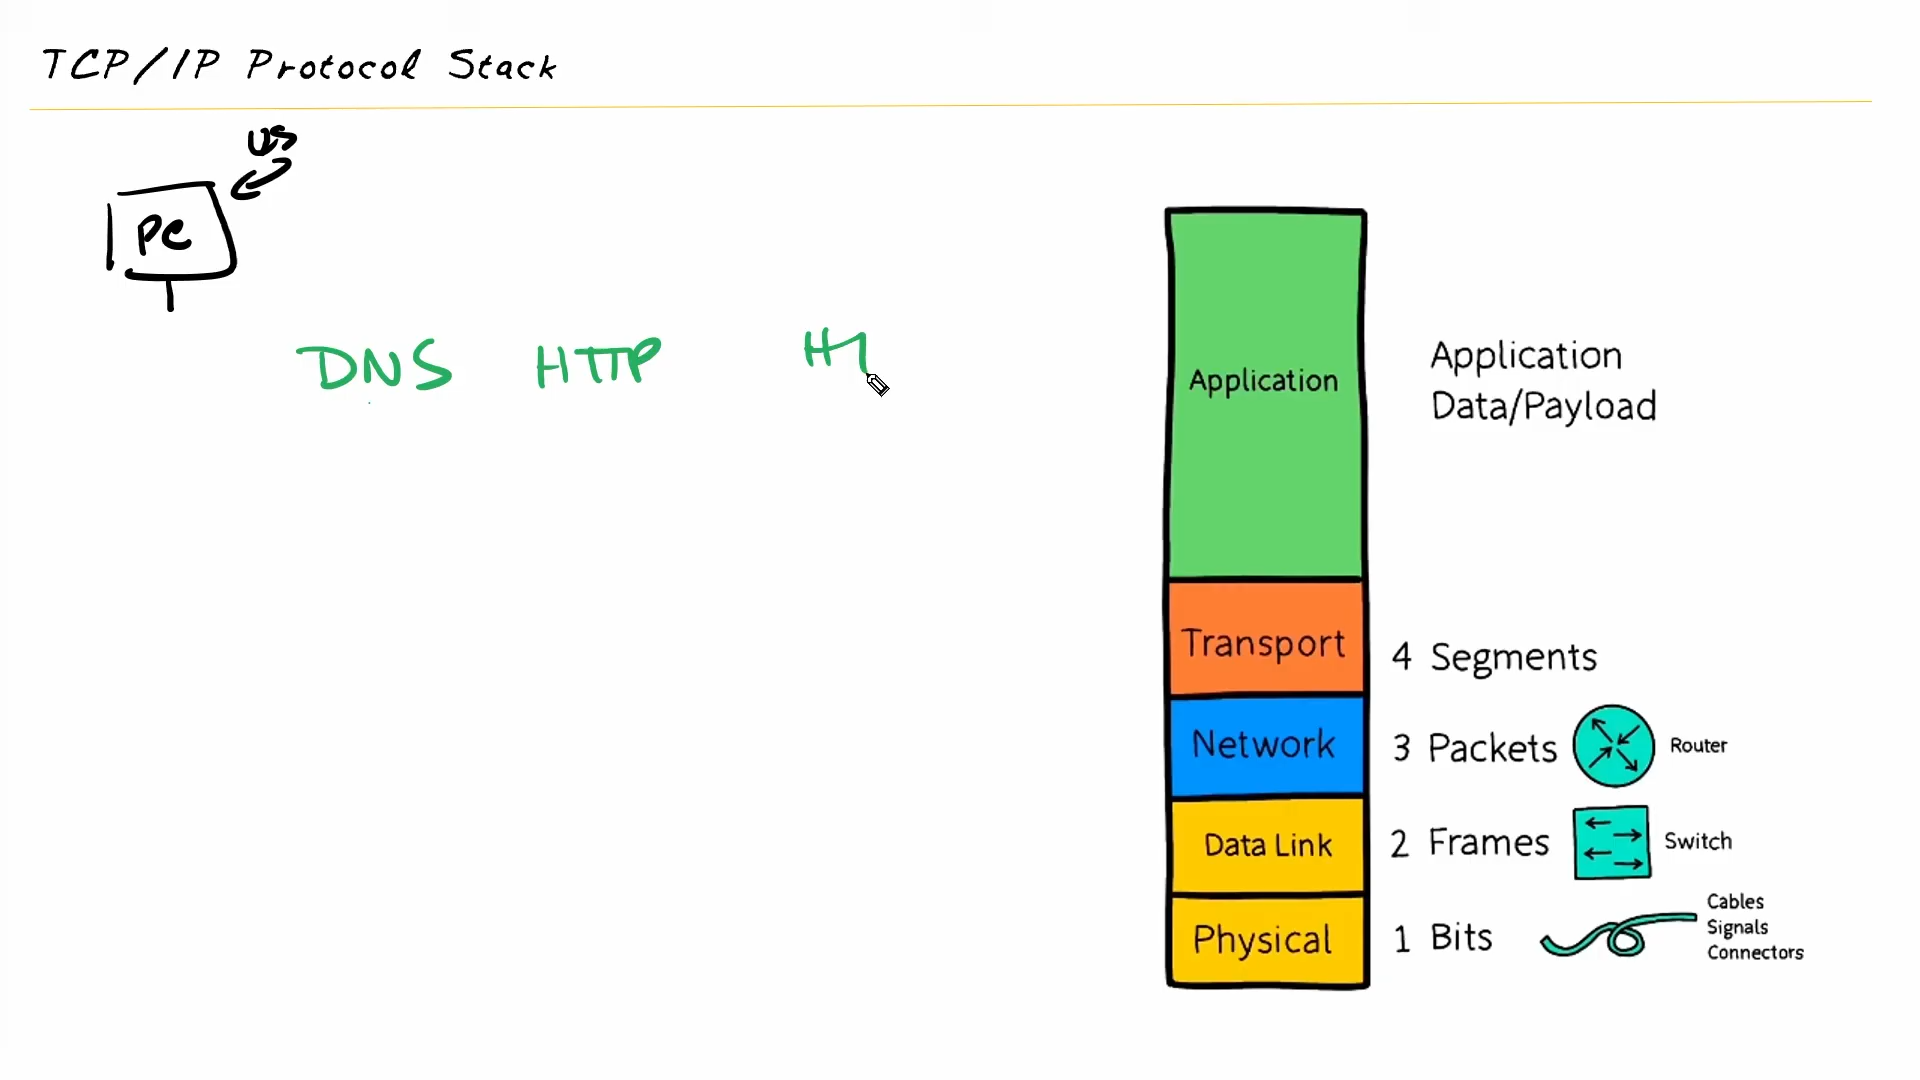 TCP/IP Protocol Stack
US
PC
DNS HTTP
Application
Application
Data/Payload
Transport
4 Segments
Network
3 Packets
Router
Data Link
2 Frames
Switch
Physical
1 Bits
Cables
Signals
Connectors